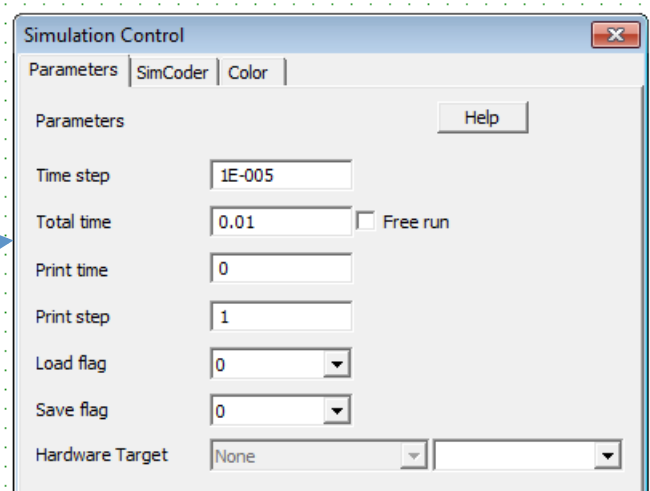 Simulation Control
Parameters SimCoder Color
Parameters Help
Time step 1E-005
Total time 0.01 Free run
Print time 0
Print step 1
Load flag 0
Save flag 0
Hardware Target None